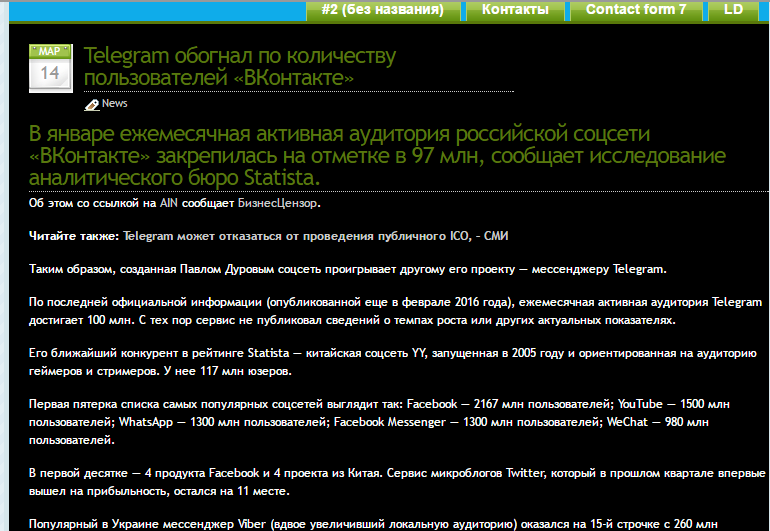 #2 (без названия)
Контакты
Contact form 7
LD
МАР
14
Telegram обогнал по количеству
пользователей «ВКонтакте»
News
В январе ежемесячная активная аудитория российской соцсети
«ВКонтакте» закрепилась на отметке в 97 млн, сообщает исследование
аналитического бюро Statista.
Об этом со ссылкой на AIN сообщает БизнесЦензор.
Читайте также: Telegram может отказаться от проведения публичного ICO, – СМИ
Таким образом, созданная Павлом Дуровым соцсеть проигрывает другому его проекту — мессенджеру Telegram.
По последней официальной информации (опубликованной еще в феврале 2016 года), ежемесячная активная аудитория Telegram
достигает 100 млн. С тех пор сервис не публиковал сведений о темпах роста или других актуальных показателях.
Его ближайший конкурент в рейтинге Statista — китайская соцсеть YY, запущенная в 2005 году и ориентированная на аудиторию
геймеров и стримеров. У нее 117 млн юзеров.
Первая пятерка списка самых популярных соцсетей выглядит так: Facebook — 2167 млн пользователей; YouTube — 1500 млн
пользователей; WhatsApp — 1300 млн пользователей; Facebook Messenger — 1300 млн пользователей; WeChat — 980 млн
пользователей.
В первой десятке — 4 продукта Facebook и 4 проекта из Китая. Сервис микроблогов Twitter, который в прошлом квартале впервые
вышел на прибыльность, остался на 11 месте.
Популярный в Украине мессенджер Viber (вдвое увеличивший локальную аудиторию) оказался на 15-й строчке с 260 млн